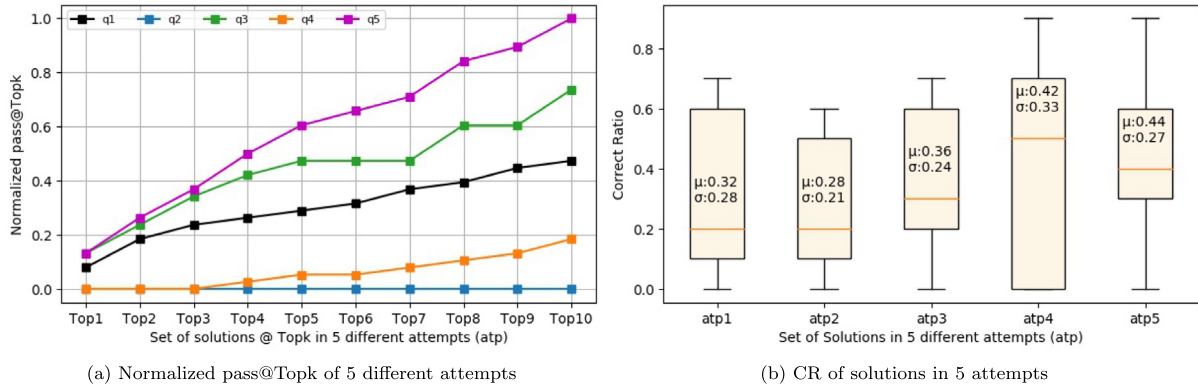 q1 q2 q3 q4 q5
1.0
0.8
0.6
0.4
0.2
0.0
Normalized pass@Topk
Top1 Top2 Top3 Top4 Top5 Top6 Top7 Top8 Top9 Top10
Set of solutions @ Topk in 5 different attempts (atp)
(a) Normalized pass@Topk of 5 different attempts
0.8
0.6
0.4
0.2
0.0
Correct Ratio
μ:0.32
σ:0.28
μ:0.28
σ:0.21
μ:0.36
σ:0.24
μ:0.42
σ:0.33
μ:0.44
σ:0.27
atp1 atp2 atp3 atp4 atp5
Set of Solutions in 5 different attempts (atp)
(b) CR of solutions in 5 attempts